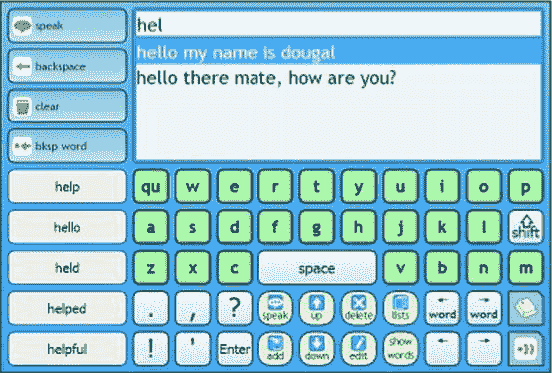 speak
backspace
clear
bksp word
hel
hello my name is dougal
hello there mate, how are you?
help
qu w e r t y u i o p
hello
a s d f g h j k l shift
held
z x c space v b n m
helped
. , ? speak up delete lists word word
helpful
! ' Enter add down edit show words